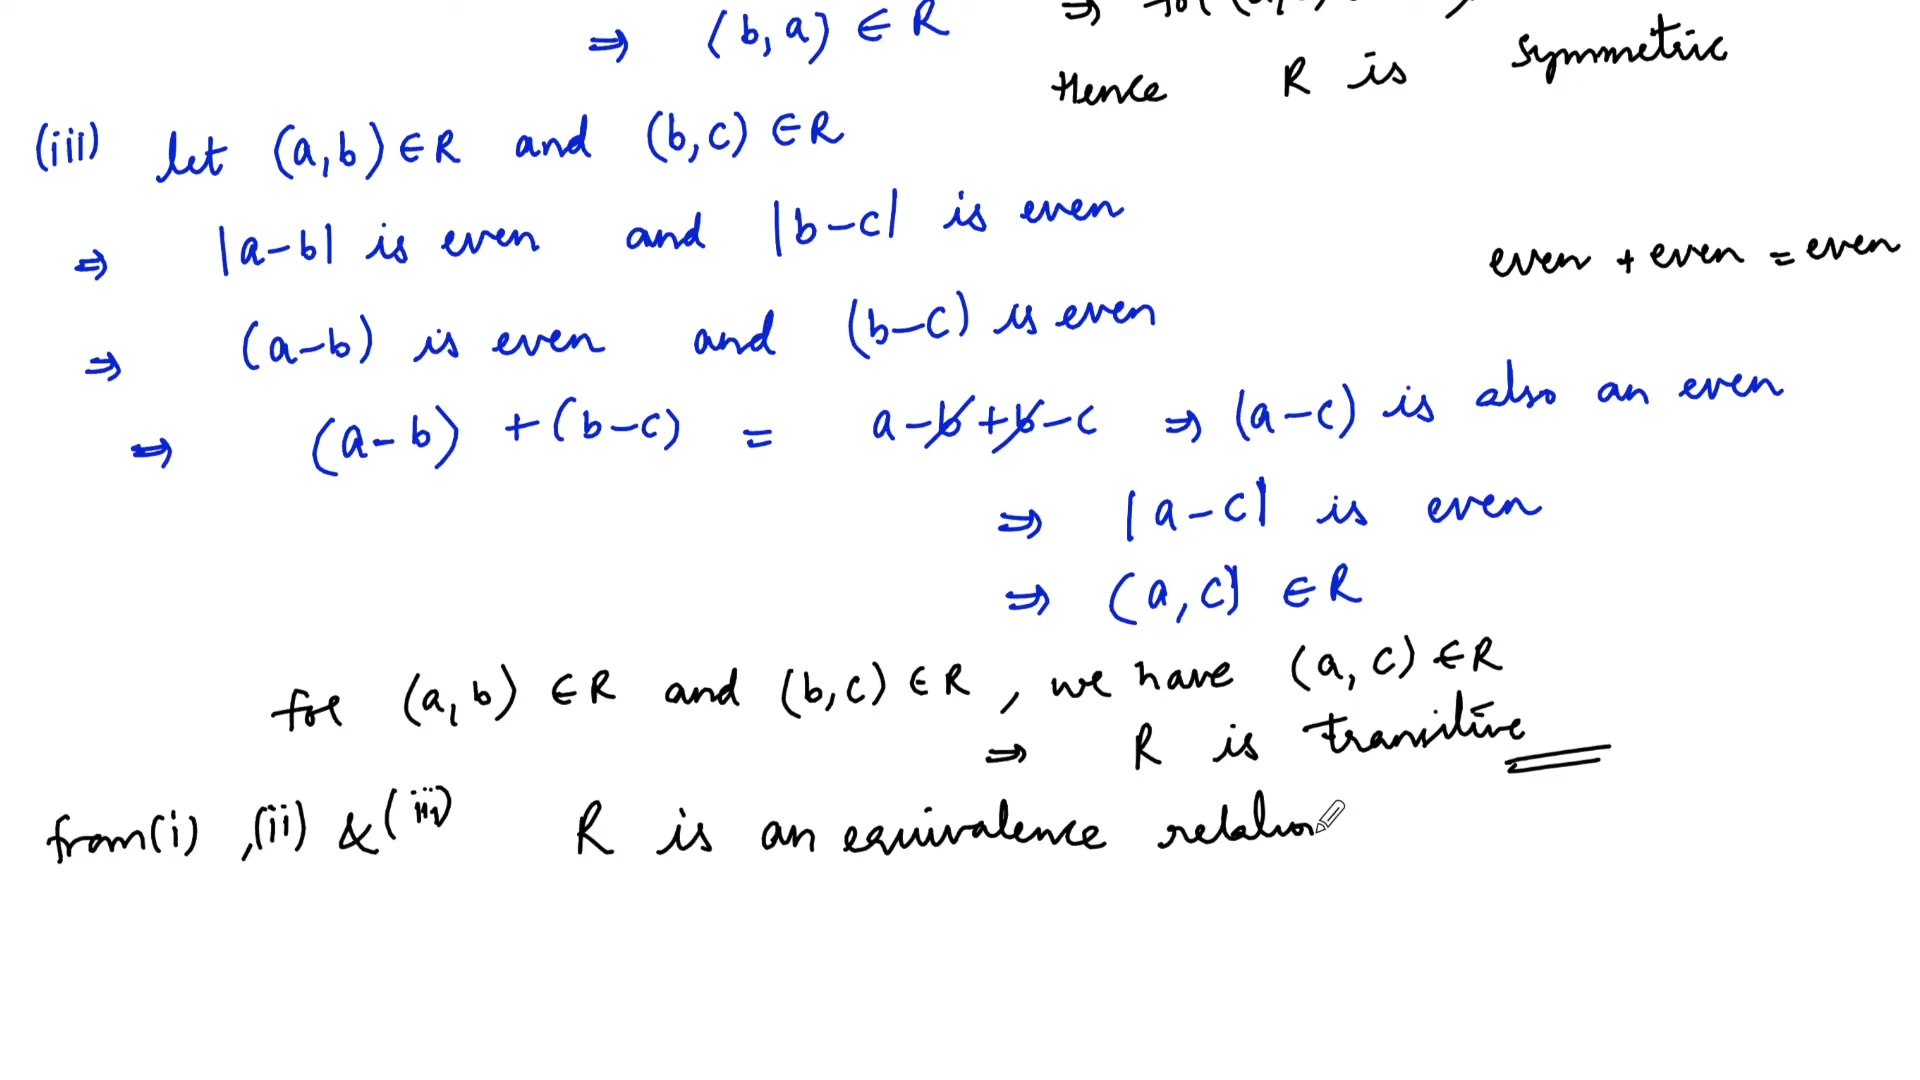 ⇒ (b, a) ∈ R
⇒ for
Hence R is symmetric
(iii) let (a, b) ∈ R and (b, c) ∈ R
⇒ |a-b| is even and |b-c| is even
even + even = even
⇒ (a-b) is even and (b-c) is even
⇒ (a-b) + (b-c) = a-b+b-c ⇒ (a-c) is also an even
⇒ |a-c| is even
⇒ (a, c) ∈ R
for (a, b) ∈ R and (b, c) ∈ R, we have (a, c) ∈ R
⇒ R is transitive
from (i), (ii) & (iii) R is an equivalence relation